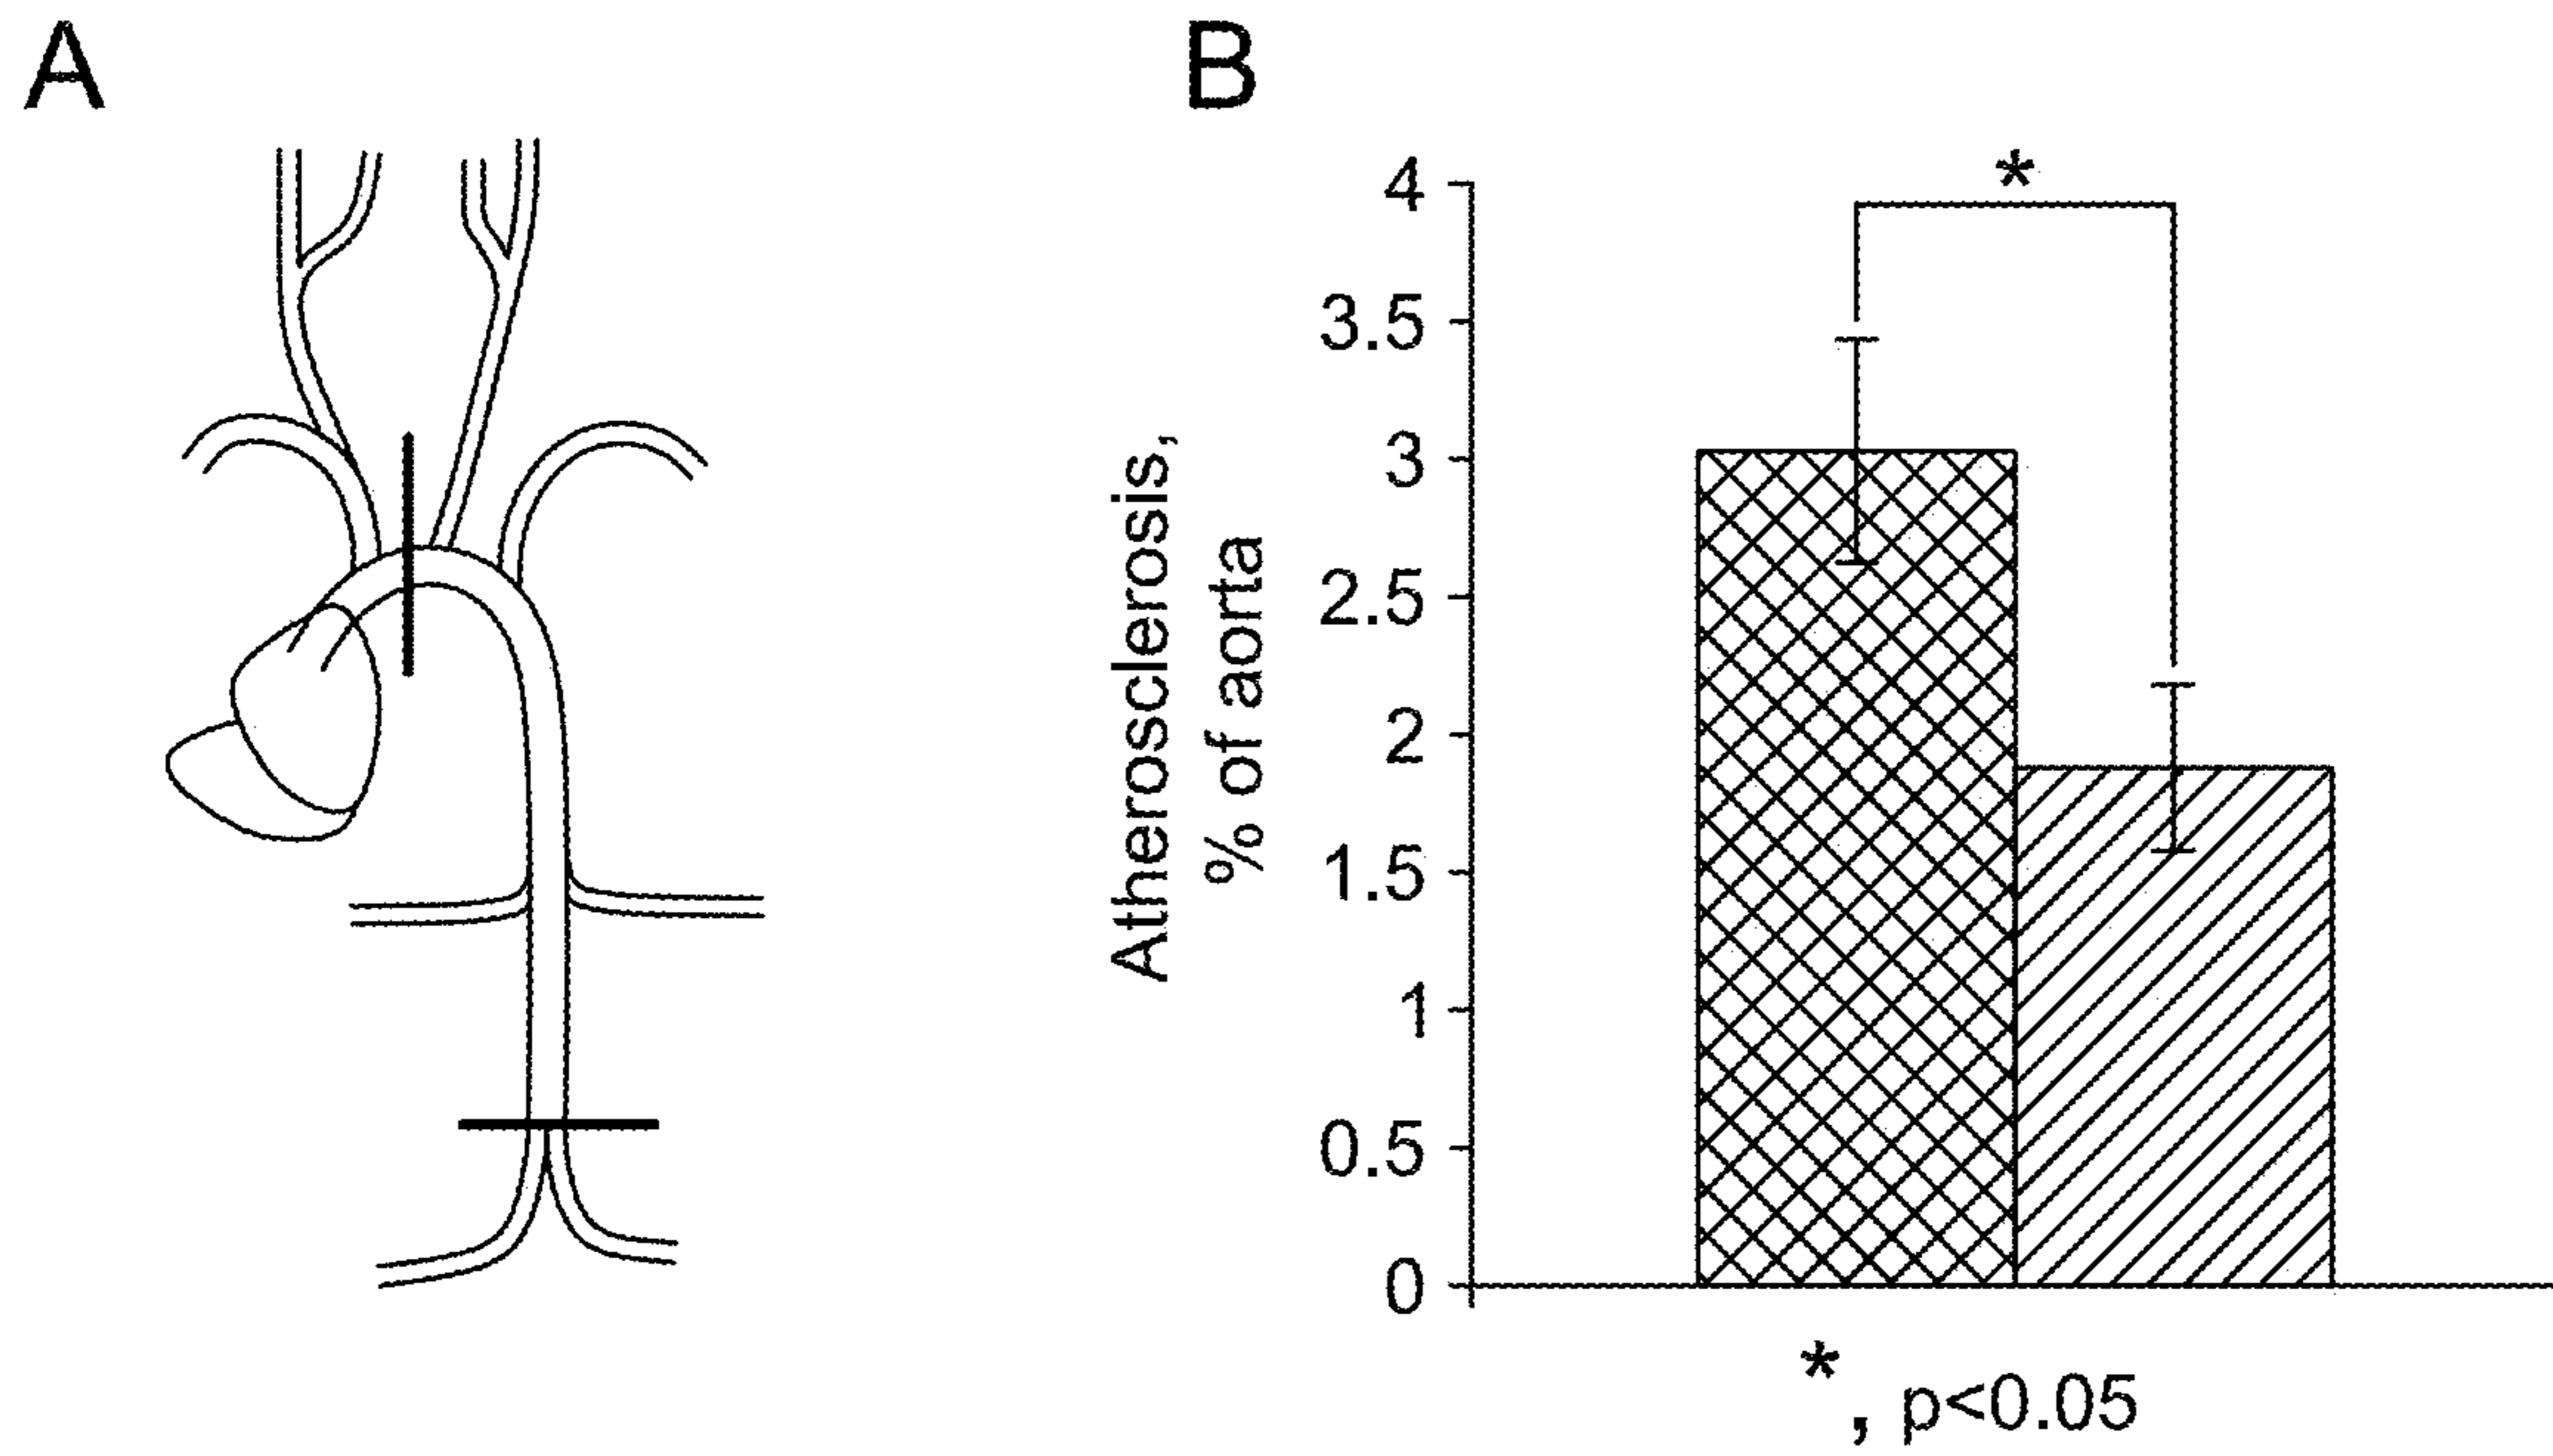 A
B
Atherosclerosis,
% of aorta
4
3.5
3
2.5
2
1.5
1
0.5
0
*
*, p<0.05